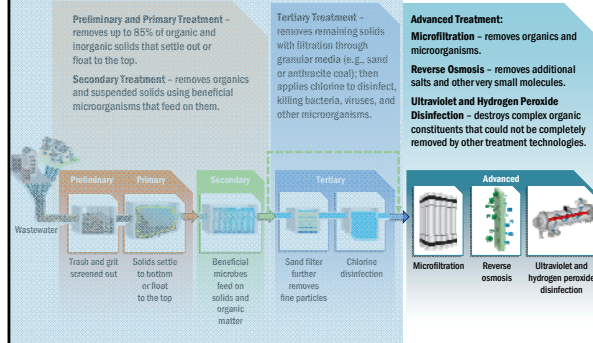 Preliminary and Primary Treatment –
removes up to 85% of organic and
inorganic solids that settle out or
float to the top.
Secondary Treatment – removes organics
and suspended solids using beneficial
microorganisms that feed on them.
Tertiary Treatment –
removes remaining solids
with filtration through
granular media (e.g., sand
or anthracite coal); then
applies chlorine to disinfect,
killing bacteria, viruses, and
other microorganisms.
Advanced Treatment:
Microfiltration – removes organics and
microorganisms.
Reverse Osmosis – removes additional
salts and other very small molecules.
Ultraviolet and Hydrogen Peroxide
Disinfection – destroys complex organic
constituents that could not be completely
removed by other treatment technologies.
Wastewater
Preliminary
Primary
Secondary
Tertiary
Advanced
Trash and grit
screened out
Solids settle
to bottom
or float
to the top
Beneficial
microbes
feed on
solids and
organic
matter
Sand filter
further
removes
fine particles
Chlorine
disinfection
Microfiltration
Reverse
osmosis
Ultraviolet and
hydrogen peroxide
disinfection